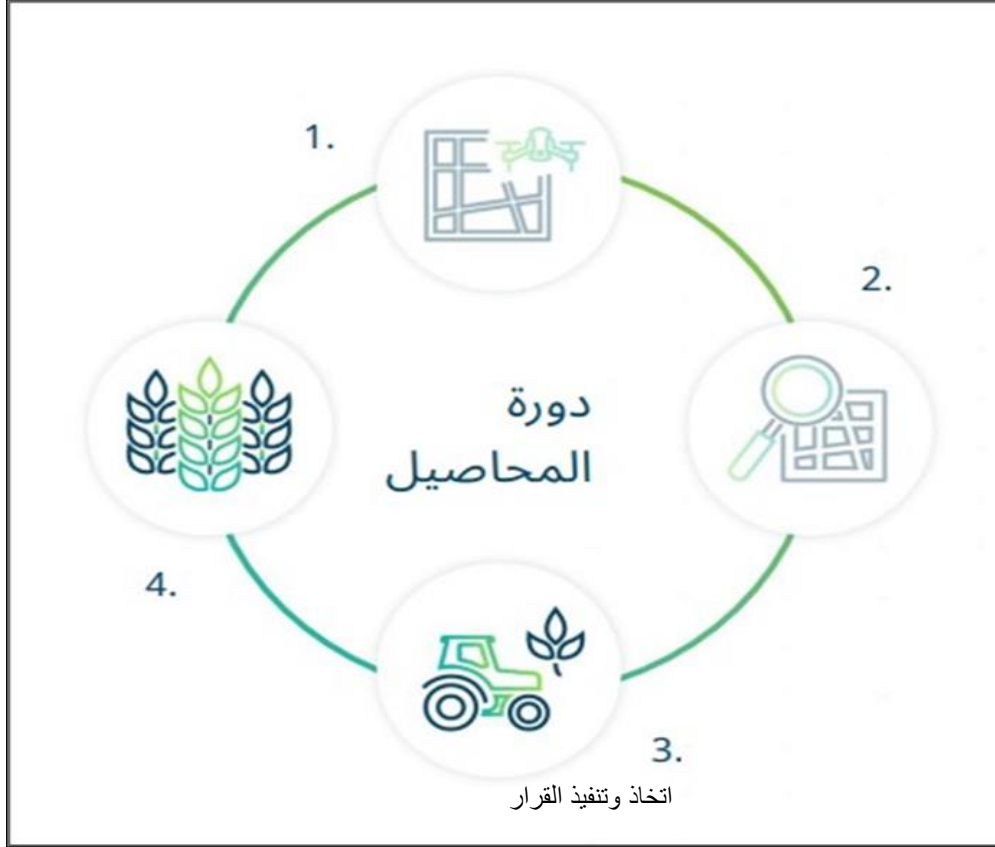 1.
2.
دورة
المحاصيل
4.
3.
اتخاذ وتنفيذ القرار